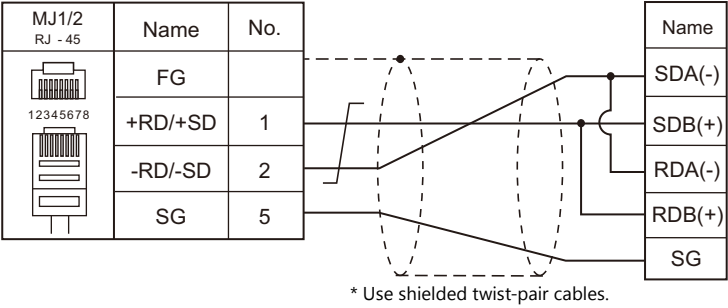 MJ1/2
RJ - 45
Name
No.
Name
FG
SDA(-)
12345678
+RD/+SD
1
SDB(+)
-RD/-SD
2
RDA(-)
SG
5
RDB(+)
SG
* Use shielded twist-pair cables.